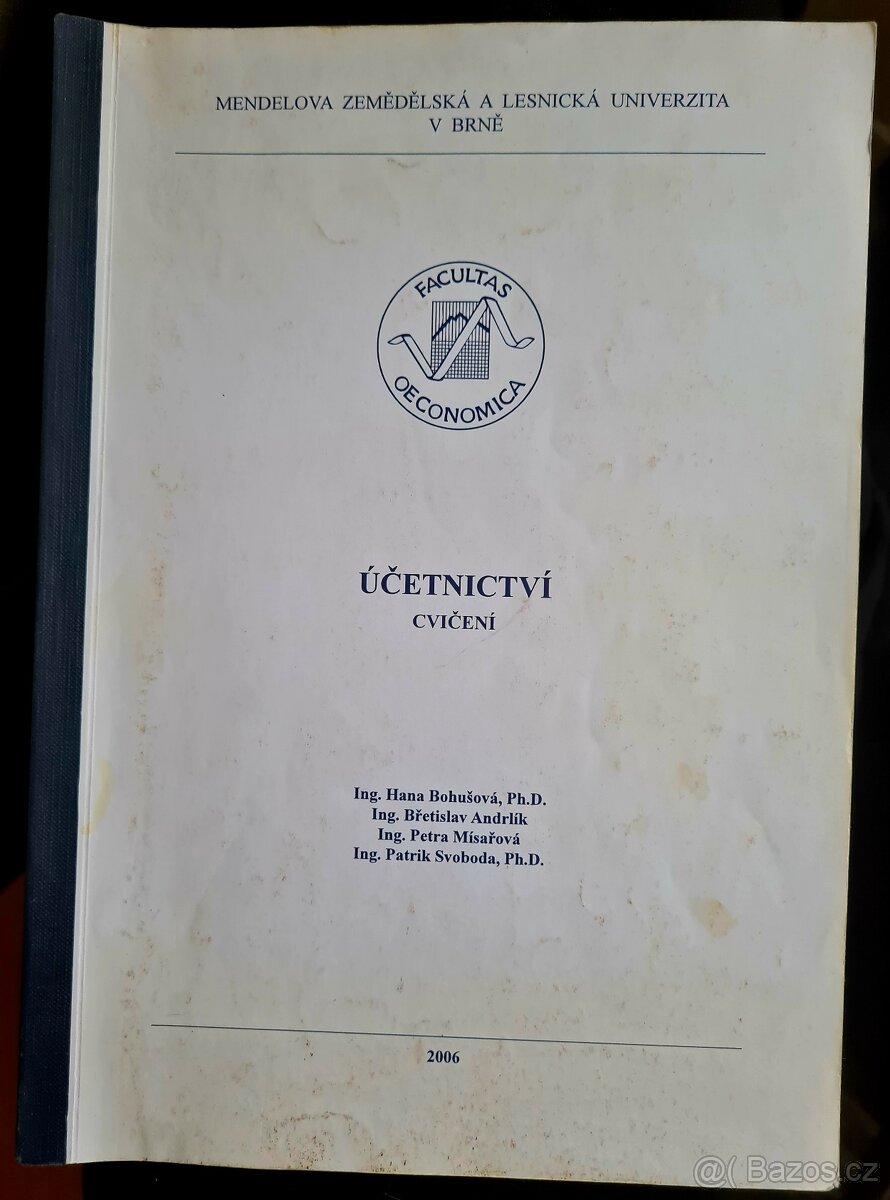 MENDELOVA ZEMĚDĚLSKÁ A LESNICKÁ UNIVERZITA
V BRNĚ
FACULTAS
OECONOMICA
ÚČETNICTVÍ
CVIČENÍ
Ing. Hana Bohušová, Ph.D.
Ing. Břetislav Andrlík
Ing. Petra Mísařová
Ing. Patrik Svoboda, Ph.D.
2006
@( Bazos.cz